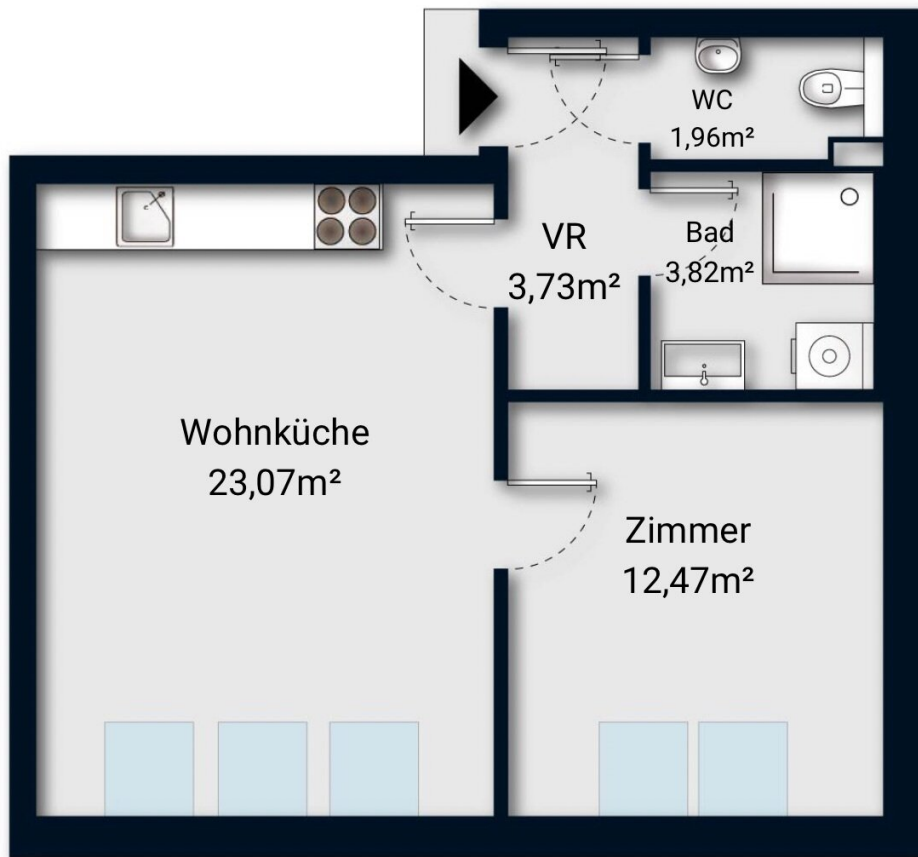 WC
1,96m²
VR
3,73m²
Bad
3,82m²
Wohnküche
23,07m²
Zimmer
12,47m²